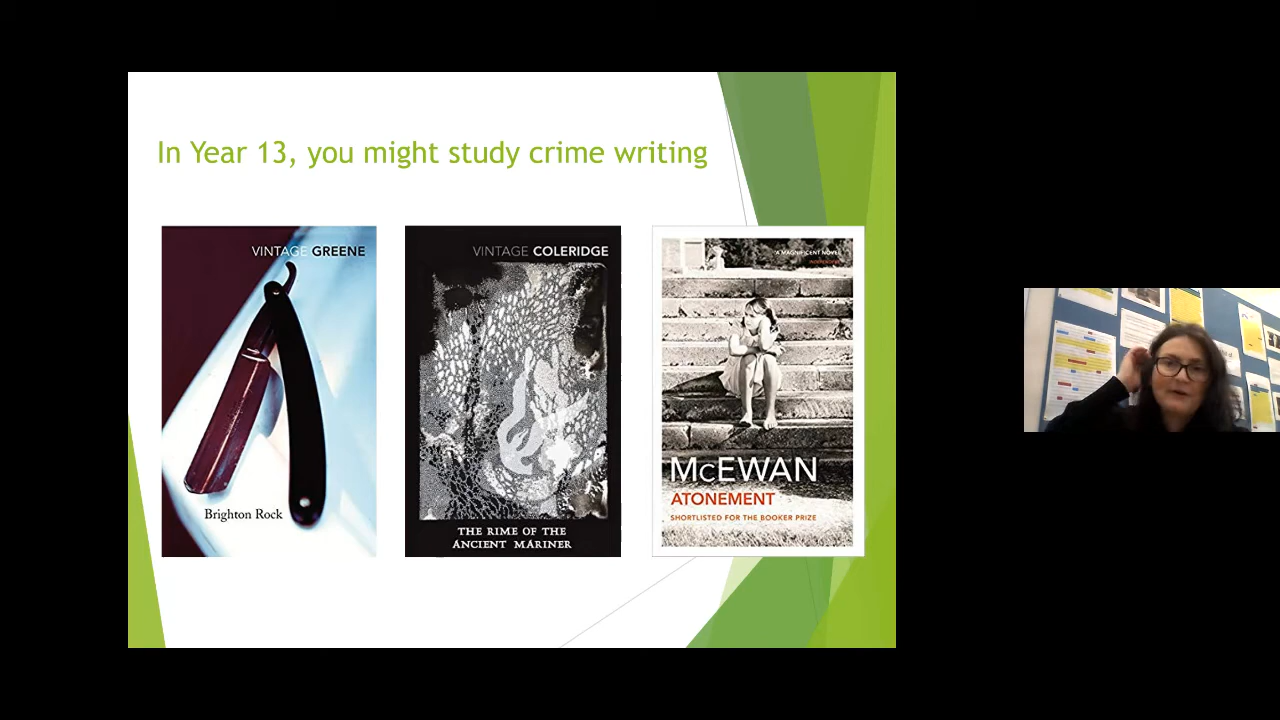 In Year 13, you might study crime writing
VINTAGE GREENE
Brighton Rock
VINTAGE COLERIDGE
THE RIME OF THE
ANCIENT MARINER
'A MAGNIFICENT NOVEL'
McEWAN
ATONEMENT
SHORTLISTED FOR THE BOOKER PRIZE